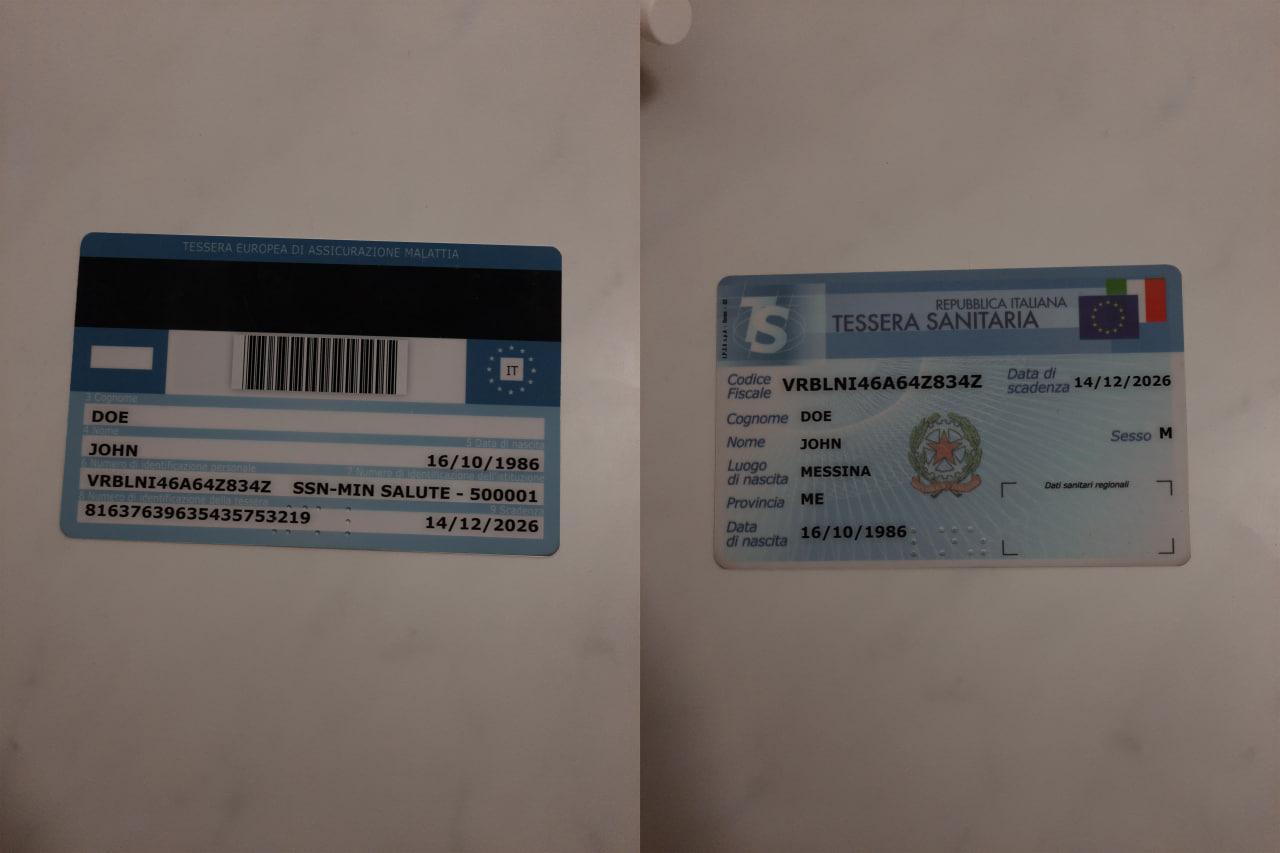 TESSERA EUROPEA DI ASSICURAZIONE MALATTIA
IT
3 Cognome
DOE
4 Nome
5 Data di nascita
JOHN
16/10/1986
6 Numero di identificazione personale
7 Numero di identificazione dell'istituzione
VRBLNI46A64Z834Z SSN-MIN SALUTE - 500001
8 Numero di identificazione della tessera
9 Scadenza
81637639635435753219
14/12/2026
TS
REPUBBLICA ITALIANA
TESSERA SANITARIA
Codice Fiscale VRBLNI46A64Z834Z
Data di scadenza 14/12/2026
Cognome DOE
Nome JOHN
Sesso M
Luogo di nascita MESSINA
Provincia ME
Data di nascita 16/10/1986
Dati sanitari regionali